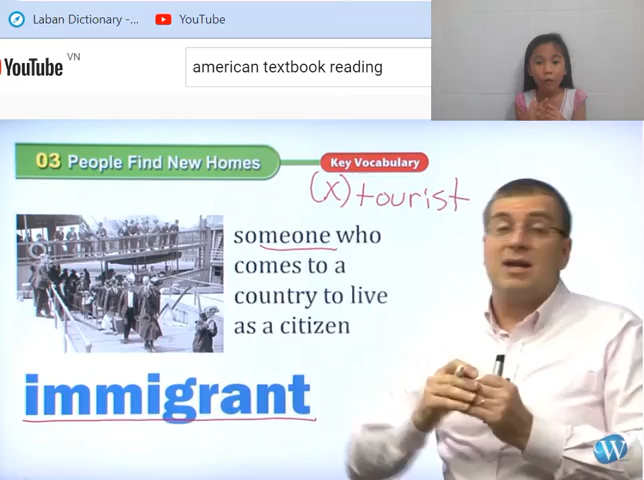 Laban Dictionary -...
YouTube
YouTube VN
american textbook reading
03 People Find New Homes
Key Vocabulary
(x) tourist
someone who
comes to a
country to live
as a citizen
immigrant
W